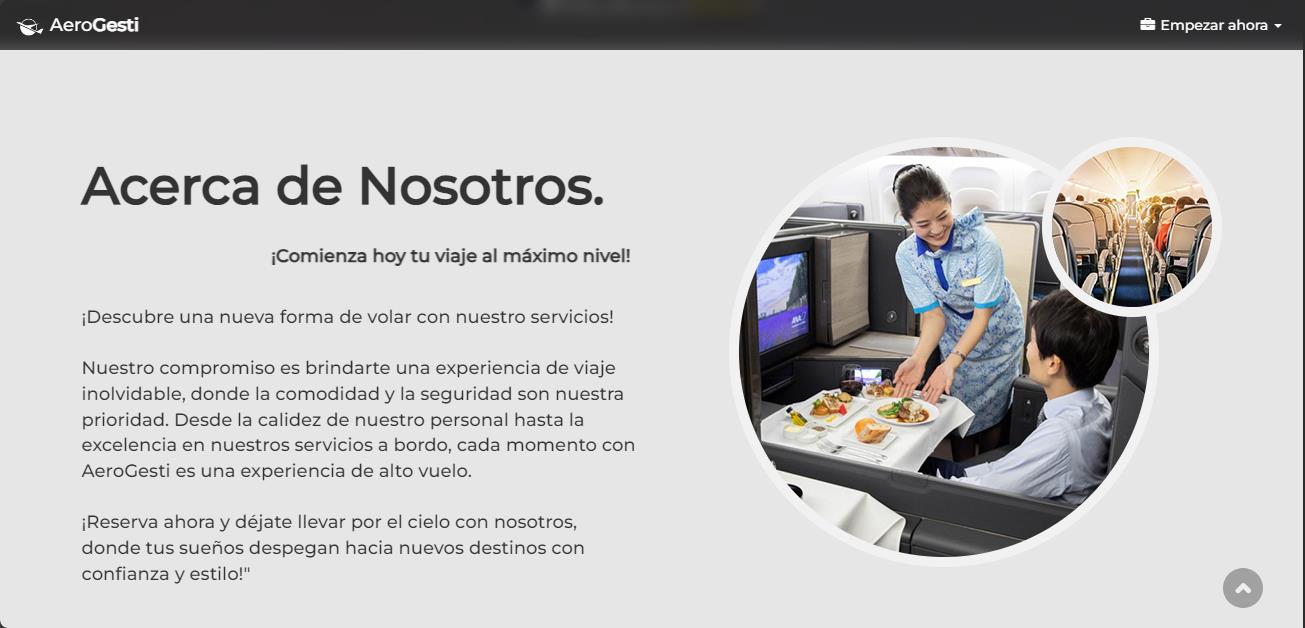 AeroGesti
Empezar ahora
Acerca de Nosotros.
¡Comienza hoy tu viaje al máximo nivel!
¡Descubre una nueva forma de volar con nuestro servicios!
Nuestro compromiso es brindarte una experiencia de viaje
inolvidable, donde la comodidad y la seguridad son nuestra
prioridad. Desde la calidez de nuestro personal hasta la
excelencia en nuestros servicios a bordo, cada momento con
AeroGesti es una experiencia de alto vuelo.
¡Reserva ahora y déjate llevar por el cielo con nosotros,
donde tus sueños despegan hacia nuevos destinos con
confianza y estilo!"
ANA